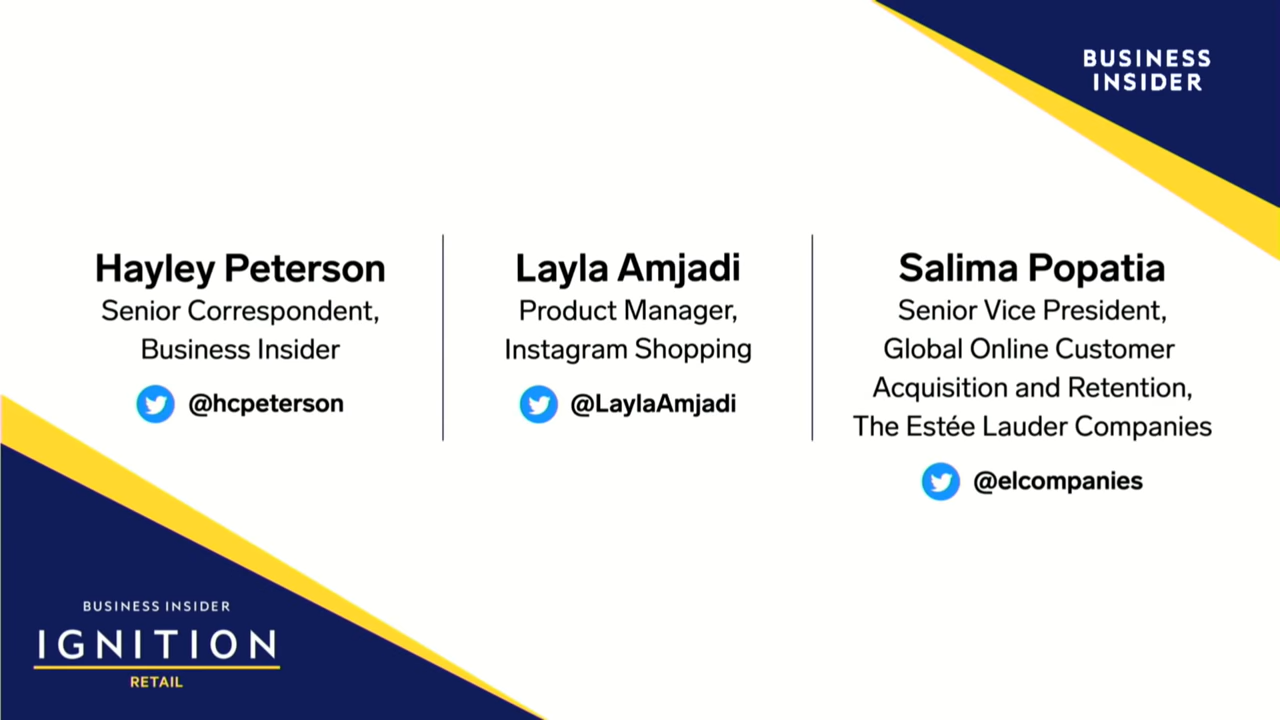 BUSINESS
INSIDER
Hayley Peterson
Senior Correspondent,
Business Insider
@hcpeterson
Layla Amjadi
Product Manager,
Instagram Shopping
@LaylaAmjadi
Salima Popatia
Senior Vice President,
Global Online Customer
Acquisition and Retention,
The Estée Lauder Companies
@elcompanies
BUSINESS INSIDER
IGNITION
RETAIL